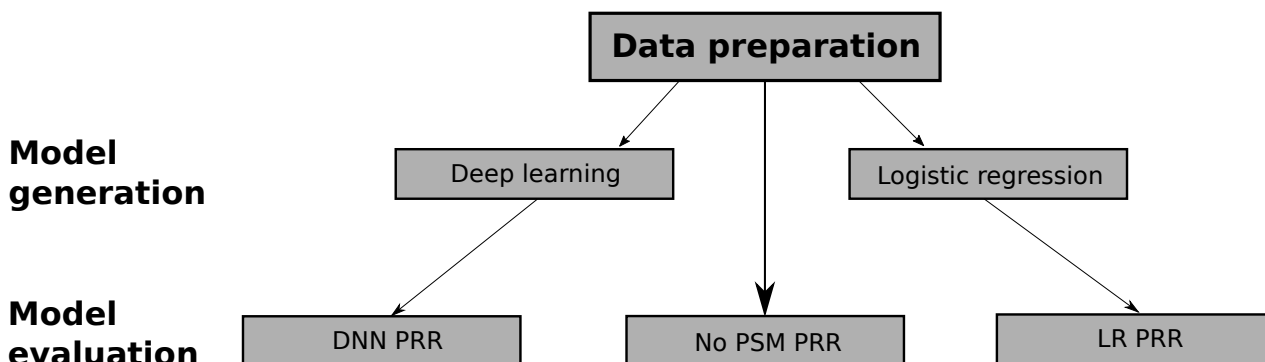 Data preparation
Model
generation
Deep learning
Logistic regression
Model
evaluation
DNN PRR
No PSM PRR
LR PRR